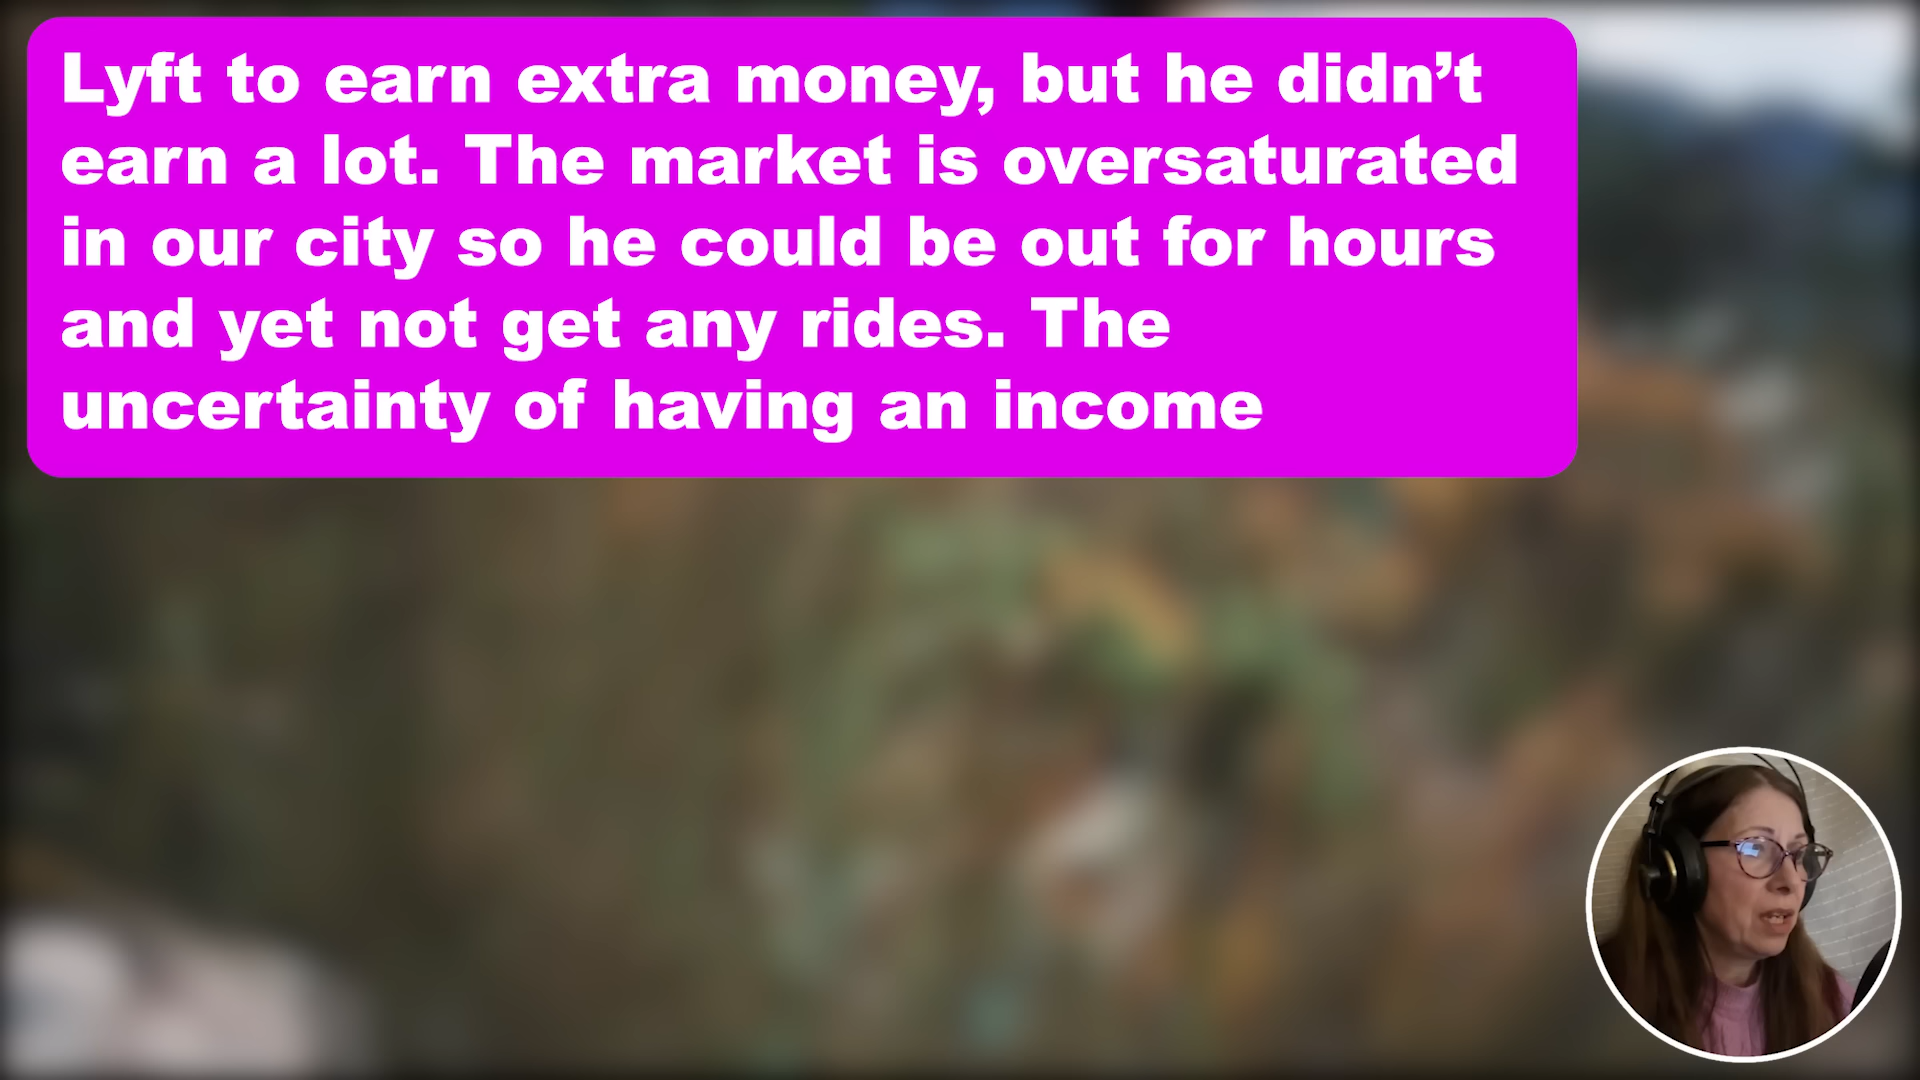 Lyft to earn extra money, but he didn’t
earn a lot. The market is oversaturated
in our city so he could be out for hours
and yet not get any rides. The
uncertainty of having an income